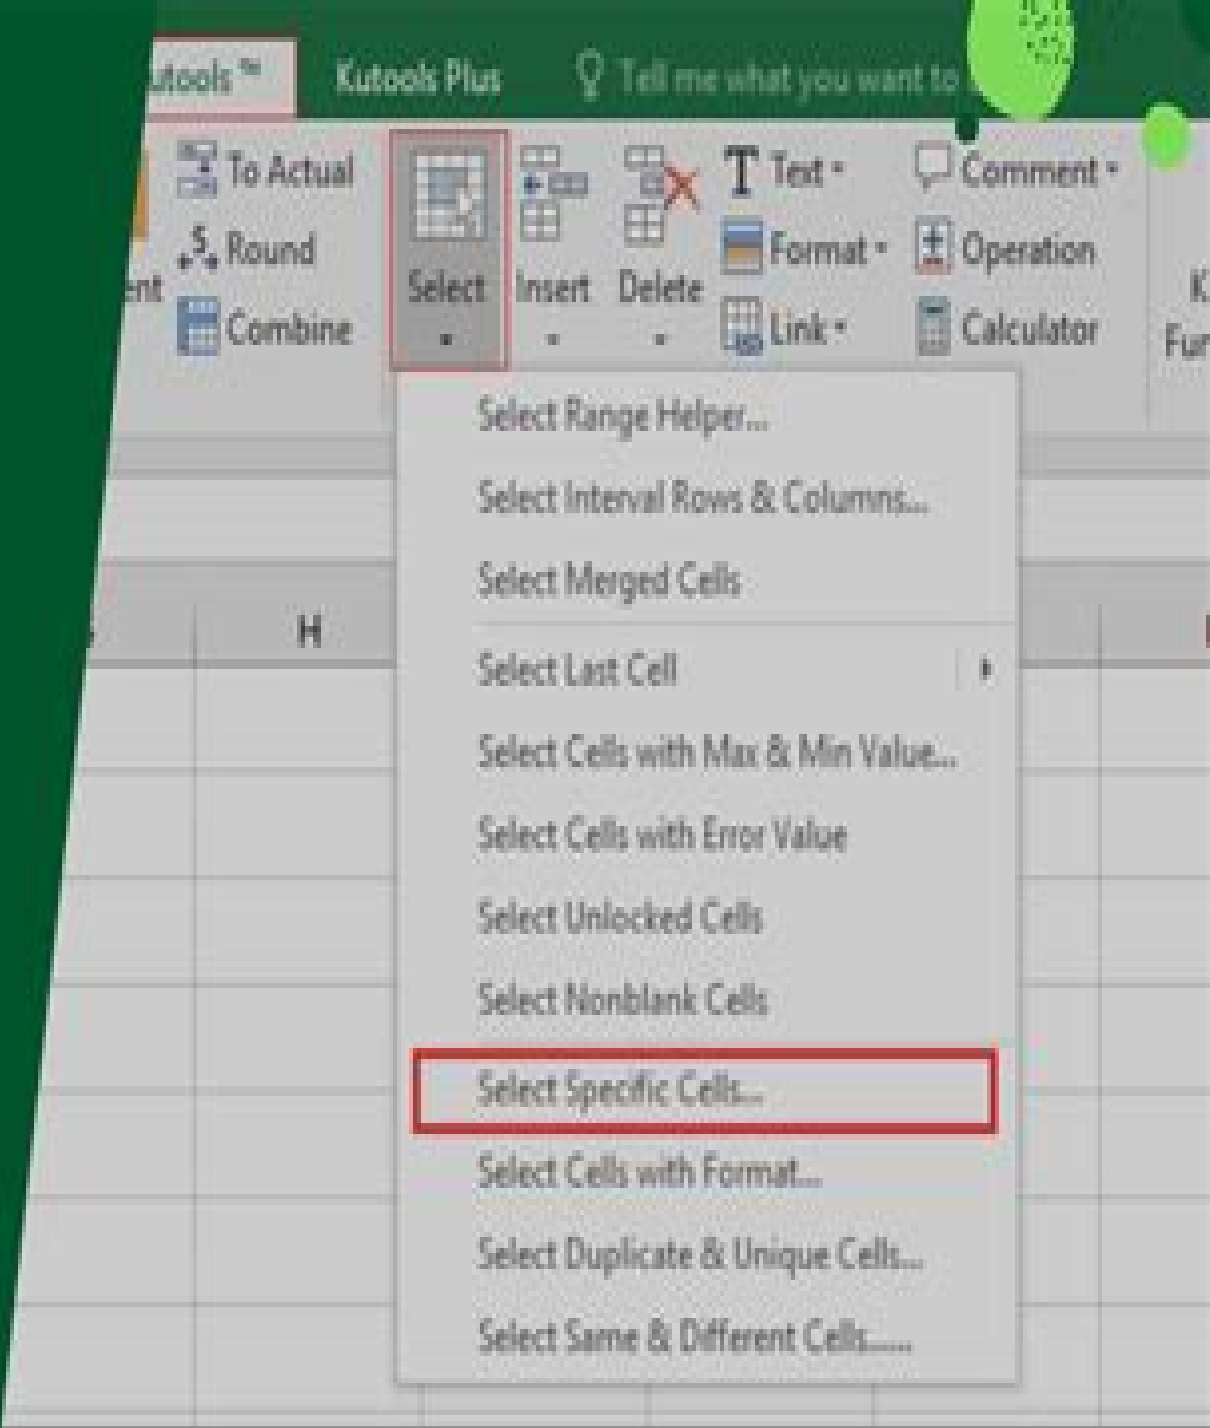 utools ™ Kutools Plus Tell me what you want to
To Actual
Round
Combine
Select
Insert
Delete
Text
Format
Link
Comment
Operation
Calculator
Select Range Helper...
Select Interval Rows & Columns...
Select Merged Cells
H
Select Last Cell
Select Cells with Max & Min Value...
Select Cells with Error Value
Select Unlocked Cells
Select Nonblank Cells
Select Specific Cells...
Select Cells with Format...
Select Duplicate & Unique Cells...
Select Same & Different Cells......